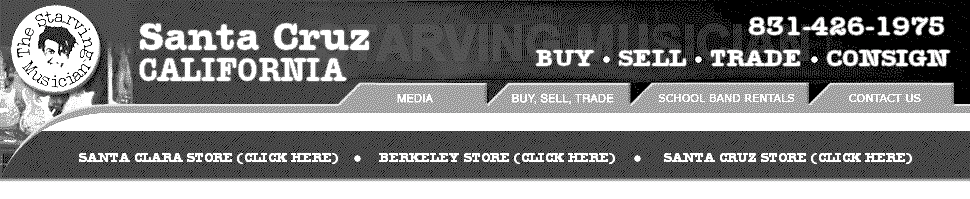 The Starving Musician
Santa Cruz
CALIFORNIA
STARVING MUSICIAN
831-426-1975
BUY • SELL • TRADE • CONSIGN
MEDIA
BUY, SELL, TRADE
SCHOOL BAND RENTALS
CONTACT US
SANTA CLARA STORE (CLICK HERE) • BERKELEY STORE (CLICK HERE) • SANTA CRUZ STORE (CLICK HERE)